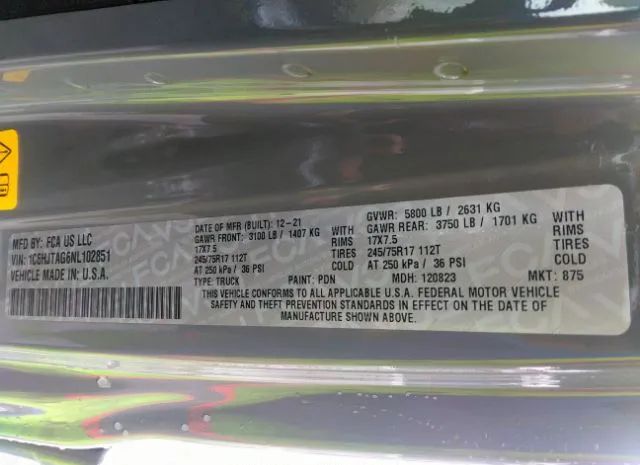 MFD BY: FCA US LLC
VIN: 1C6HJTAG6NL102851
VEHICLE MADE IN: U.S.A.
DATE OF MFR (BUILT): 12-21
GAWR FRONT: 3100 LB / 1407 KG WITH
17X7.5 RIMS
245/75R17 112T TIRES
AT 250 kPa / 36 PSI COLD
TYPE: TRUCK PAINT: PDN
GVWR: 5800 LB / 2631 KG
GAWR REAR: 3750 LB / 1701 KG WITH
17X7.5 RIMS
245/75R17 112T TIRES
AT 250 kPa / 36 PSI COLD
MDH: 120823 MKT: 875
THIS VEHICLE CONFORMS TO ALL APPLICABLE U.S.A. FEDERAL MOTOR VEHICLE
SAFETY AND THEFT PREVENTION STANDARDS IN EFFECT ON THE DATE OF
MANUFACTURE SHOWN ABOVE.